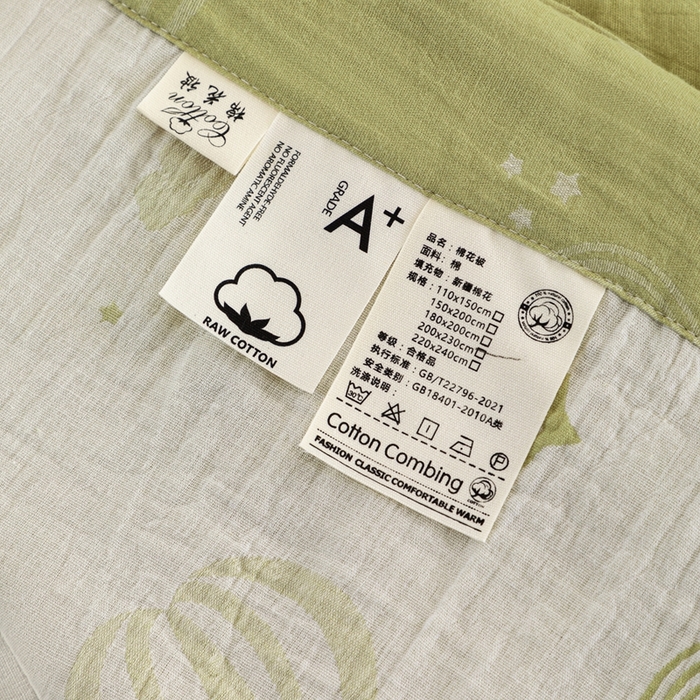 Cotton
棉花被
FORMALDEHYDE-FREE
NO FLUORESCENT AGENT
NO AROMATIC AMINE
GRADE
A+
RAW COTTON
品名：棉花被
面料：棉
填充物：新疆棉花
规格：110x150cm□
150x200cm□
180x200cm□
200x230cm□
220x240cm□
等级：合格品
执行标准：GB/T22796-2021
安全类别：GB18401-2010A类
洗涤说明：
30℃
P
Cotton Combing
FASHION CLASSIC COMFORTABLE WARM